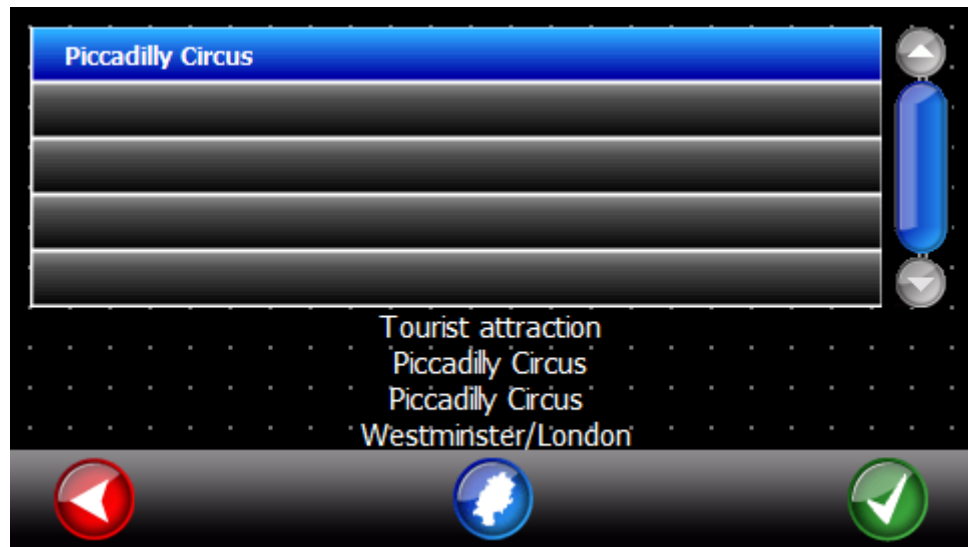 Piccadilly Circus
Tourist attraction
Piccadilly Circus
Piccadilly Circus
Westminster/London